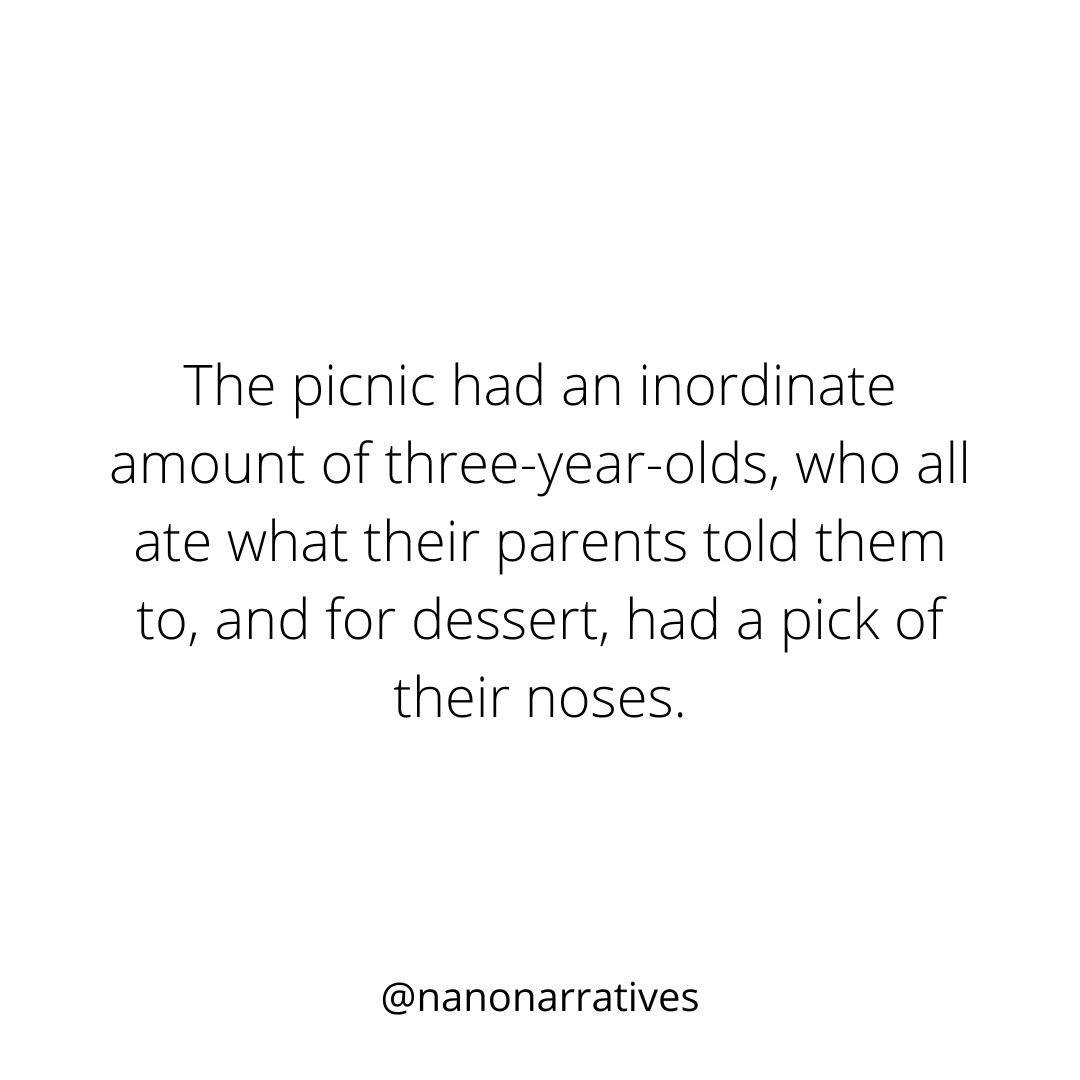 The picnic had an inordinate
amount of three-year-olds, who all
ate what their parents told them
to, and for dessert, had a pick of
their noses.
@nanonarratives